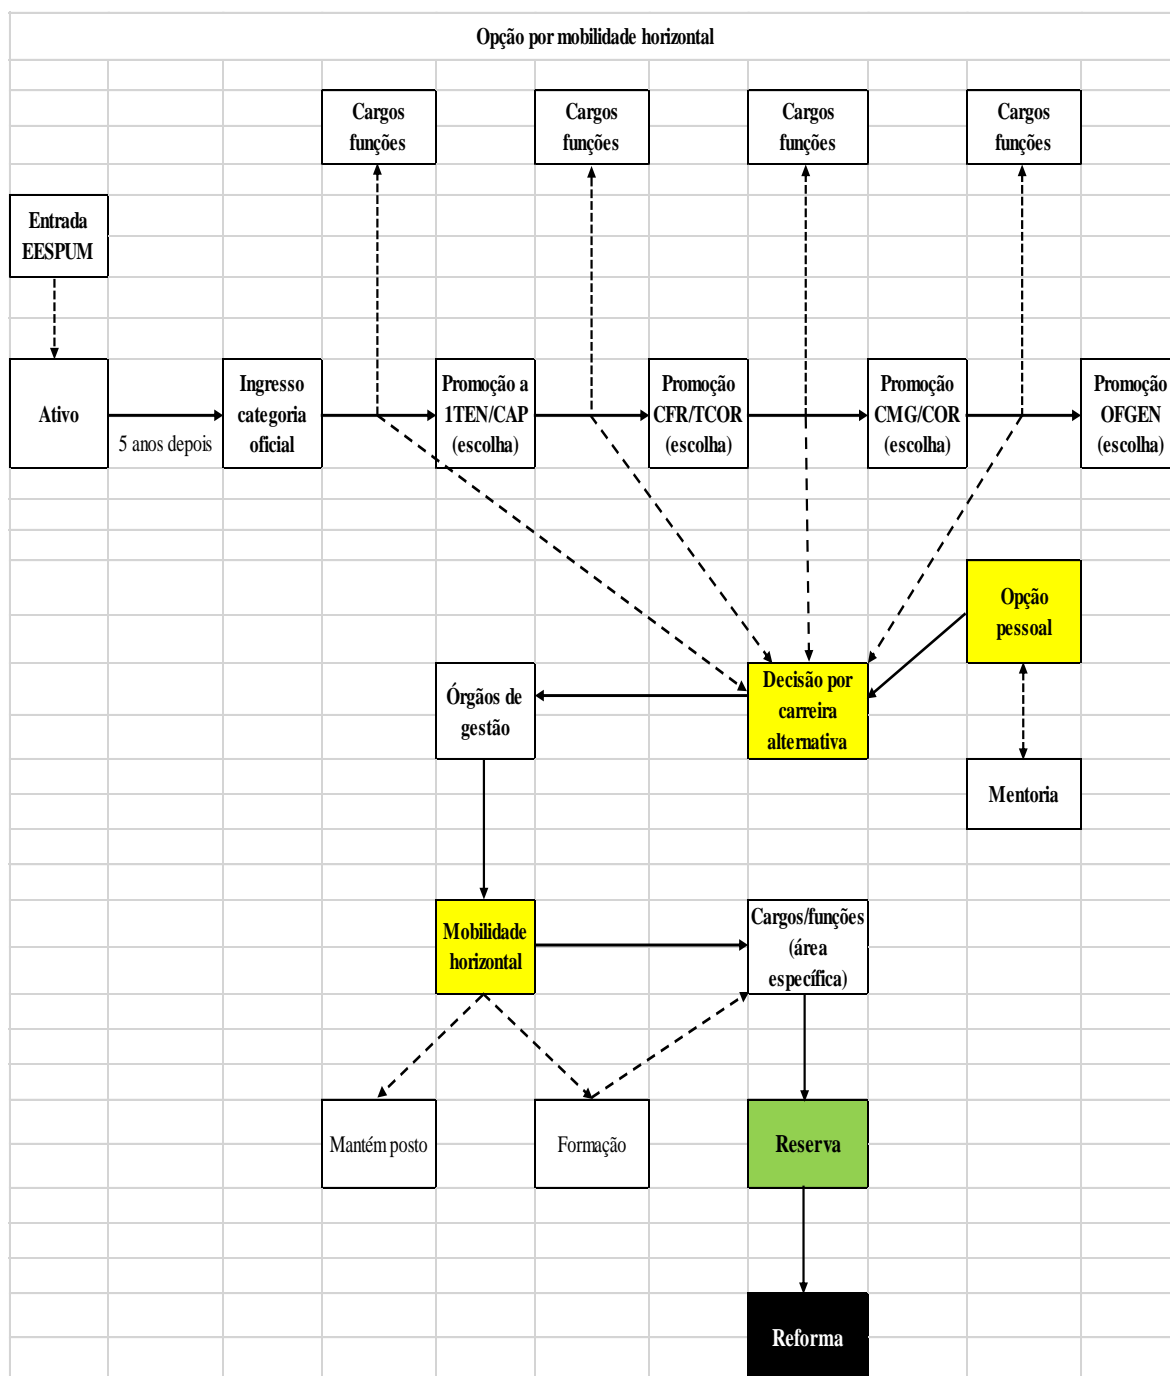 Opção por mobilidade horizontal
Cargos
funções
Cargos
funções
Cargos
funções
Cargos
funções
Entrada
EESPUM
Ativo
5 anos depois
Ingresso
categoria
oficial
Promoção a
1TEN/CAP
(escolha)
Promoção
CFR/TCOR
(escolha)
Promoção
CMG/COR
(escolha)
Promoção
OFGEN
(escolha)
Opção
pessoal
Decisão por
carreira
alternativa
Órgãos de
gestão
Mentoria
Mobilidade
horizontal
Cargos/funções
(área
específica)
Mantém posto
Formação
Reserva
Reforma